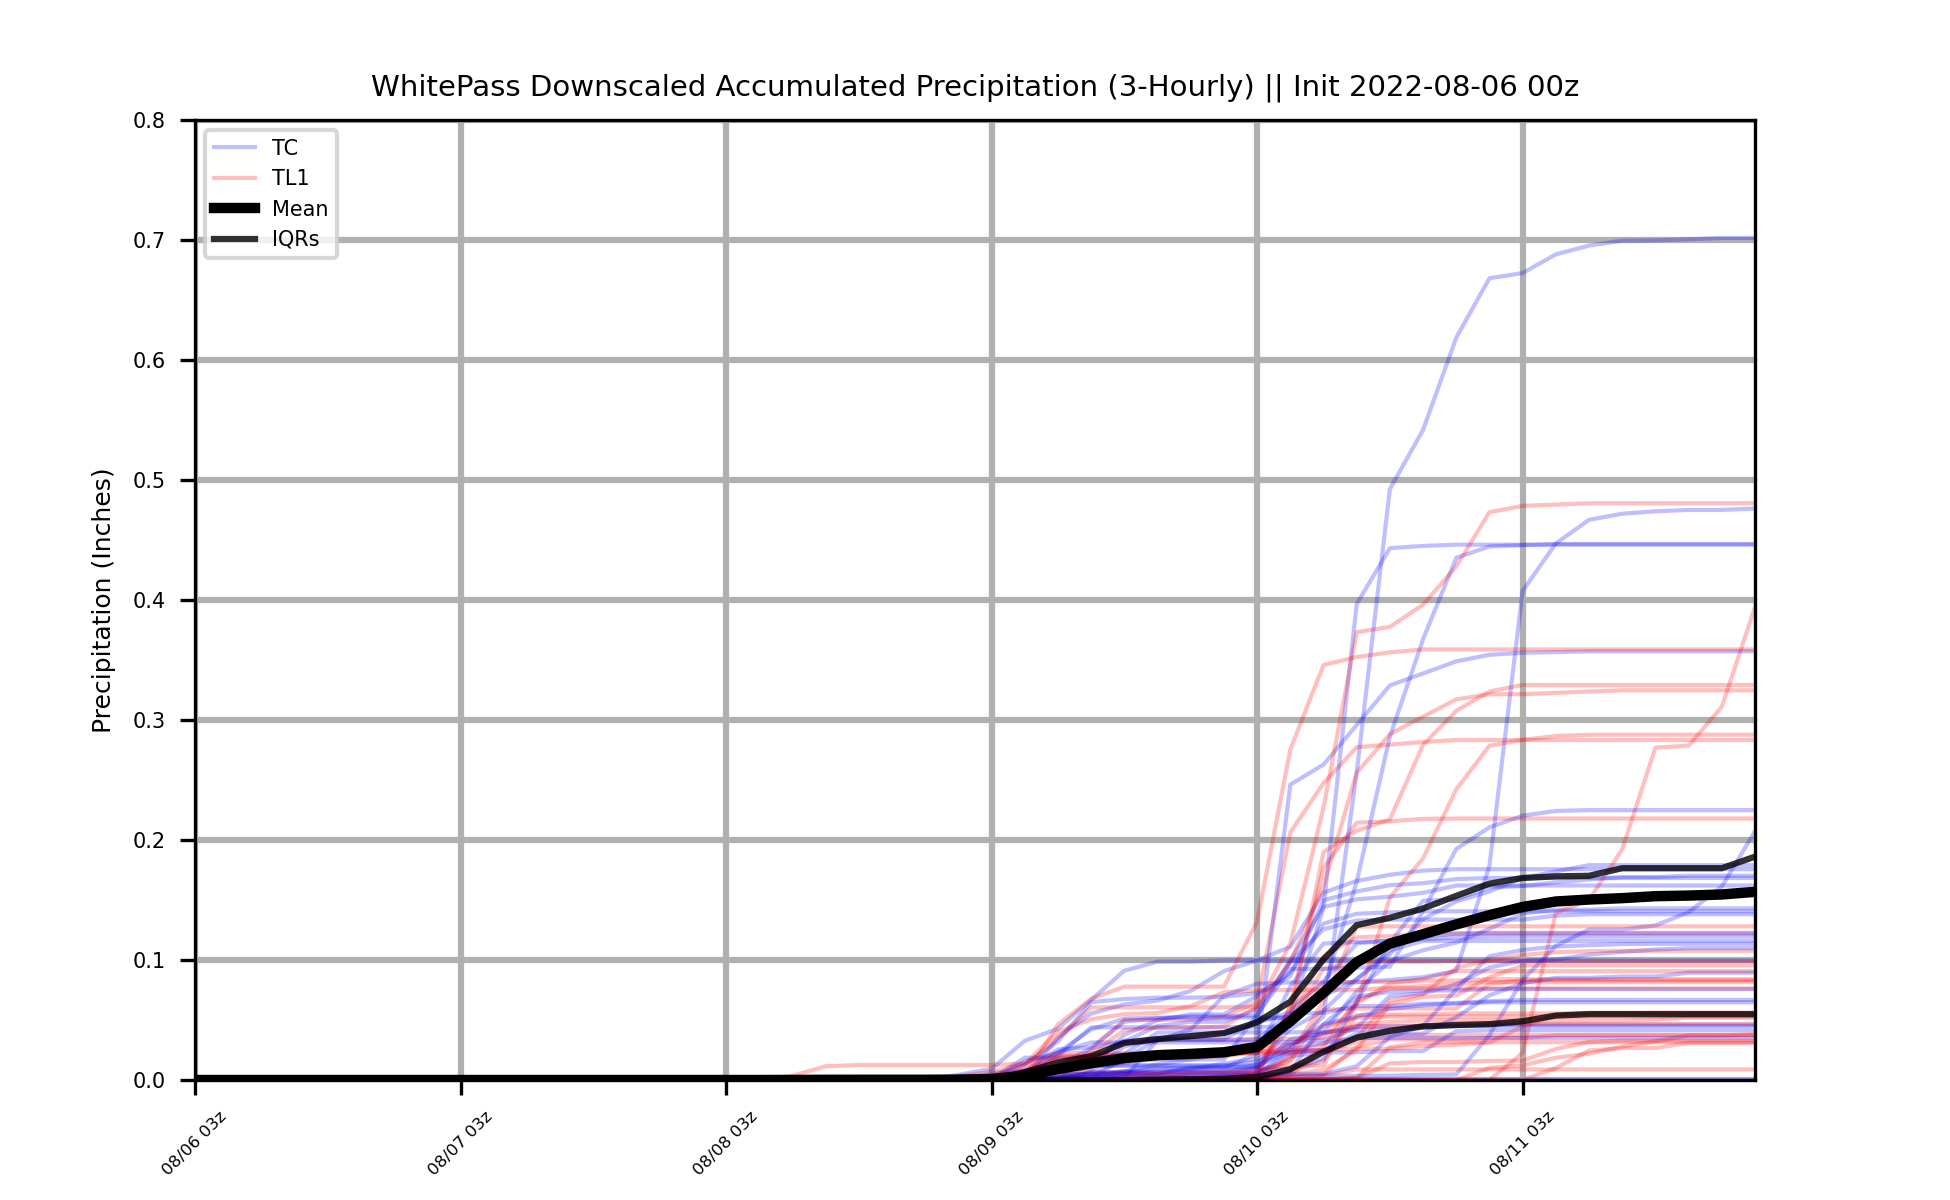 WhitePass Downscaled Accumulated Precipitation (3-Hourly) || Init 2022-08-06 00z
TC
TL1
Mean
IQRs
Precipitation (Inches)
0.8
0.7
0.6
0.5
0.4
0.3
0.2
0.1
0.0
08/06 03z
08/07 03z
08/08 03z
08/09 03z
08/10 03z
08/11 03z